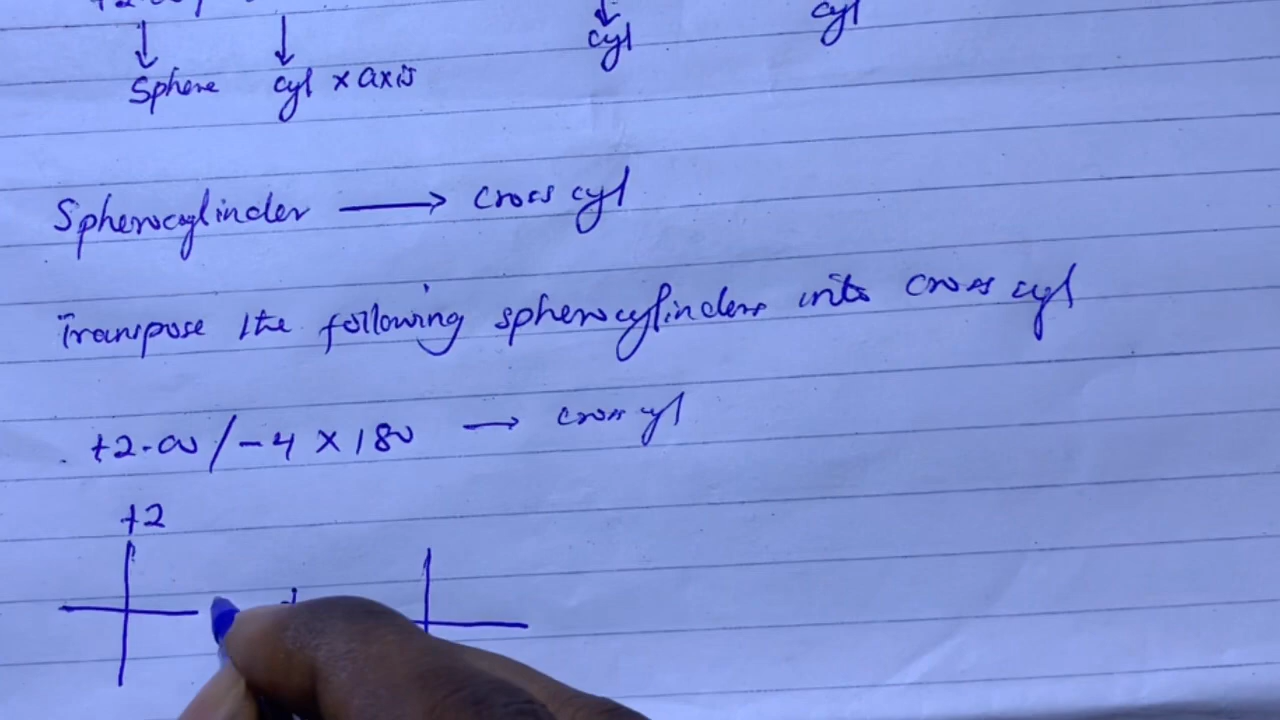 cyl
cyl
Sphere cyl × axis
Spherocylinder → cross cyl
Transpose the following spherocylinders into cross cyl
+2.00 / -4 × 180 → cross cyl
+2
+